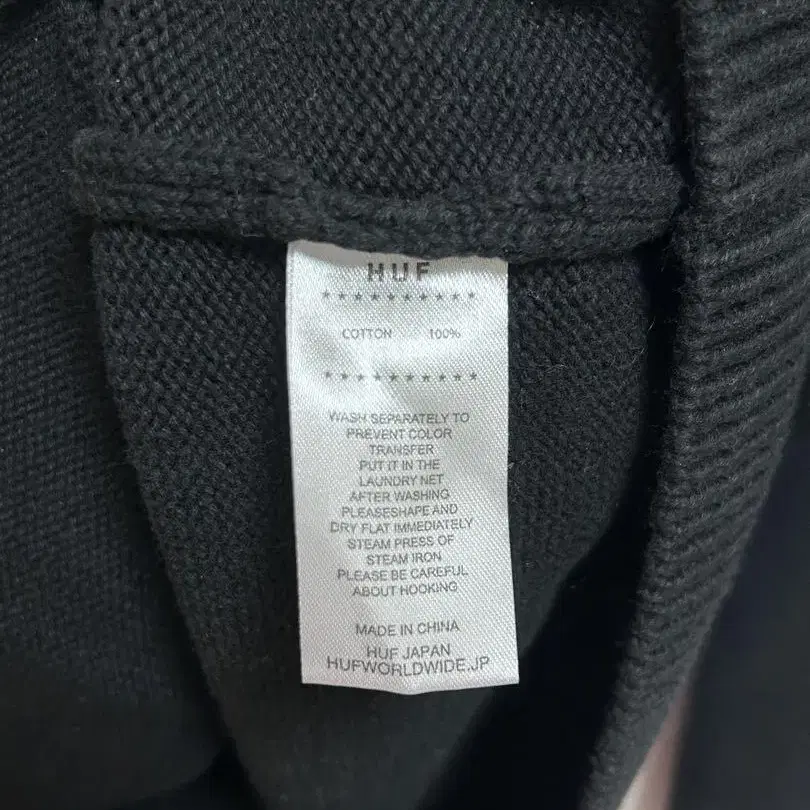 HUF
★★★★★★★★★★
COTTON 100%
★★★★★★★★★★
WASH SEPARATELY TO
PREVENT COLOR
TRANSFER
PUT IT IN THE
LAUNDRY NET
AFTER WASHING
PLEASESHAPE AND
DRY FLAT IMMEDIATELY
STEAM PRESS OF
STEAM IRON
PLEASE BE CAREFUL
ABOUT HOOKING
MADE IN CHINA
HUF JAPAN
HUFWORLDWIDE.JP